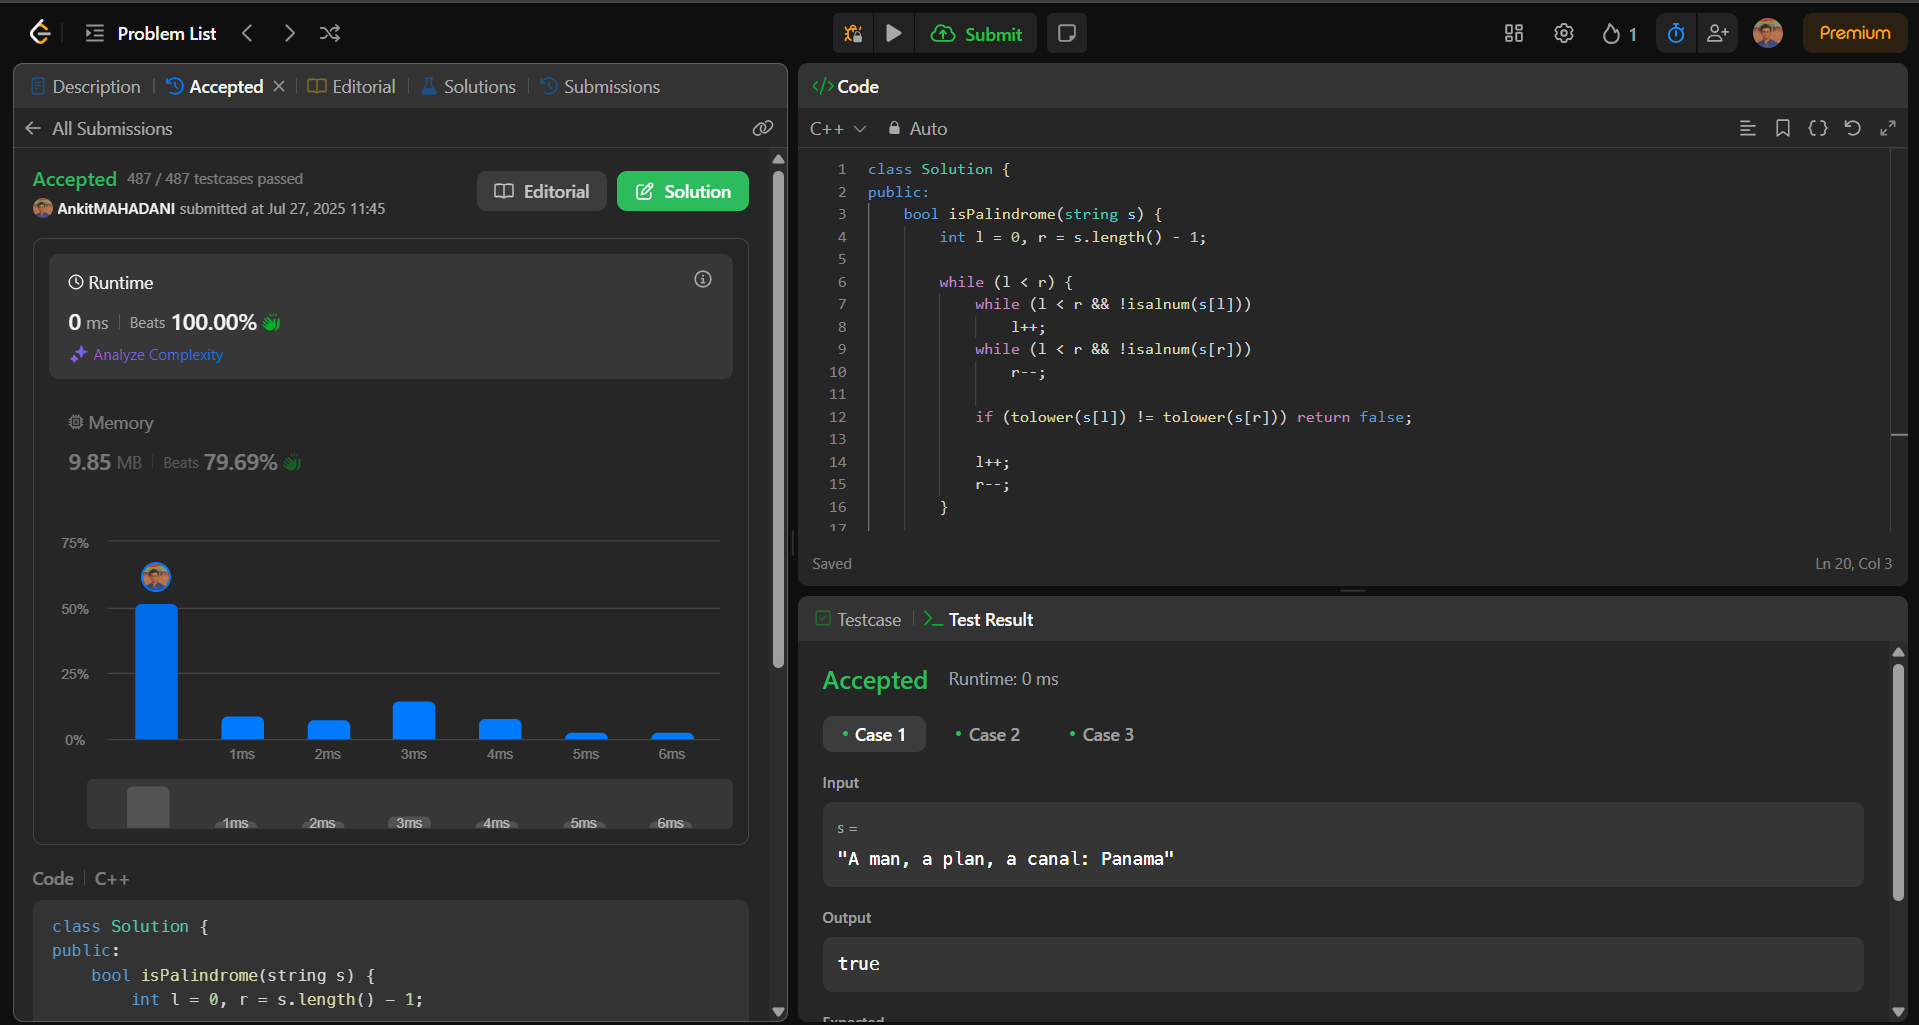 Problem List
Submit
1
Premium
Description
Accepted
Editorial
Solutions
Submissions
All Submissions
Accepted 487 / 487 testcases passed
AnkitMAHADANI submitted at Jul 27, 2025 11:45
Editorial
Solution
Runtime
0 ms Beats 100.00%
Analyze Complexity
Memory
9.85 MB Beats 79.69%
75%
50%
25%
0%
1ms 2ms 3ms 4ms 5ms 6ms
1ms 2ms 3ms 4ms 5ms 6ms
Code C++
class Solution {
public:
    bool isPalindrome(string s) {
        int l = 0, r = s.length() - 1;
</> Code
C++ Auto
1 class Solution {
2 public:
3     bool isPalindrome(string s) {
4         int l = 0, r = s.length() - 1;
5
6         while (l < r) {
7             while (l < r && !isalnum(s[l]))
8                 l++;
9             while (l < r && !isalnum(s[r]))
10                 r--;
11
12             if (tolower(s[l]) != tolower(s[r])) return false;
13
14             l++;
15             r--;
16         }
17
Saved
Ln 20, Col 3
Testcase
Test Result
Accepted Runtime: 0 ms
Case 1
Case 2
Case 3
Input
s =
"A man, a plan, a canal: Panama"
Output
true
Expected